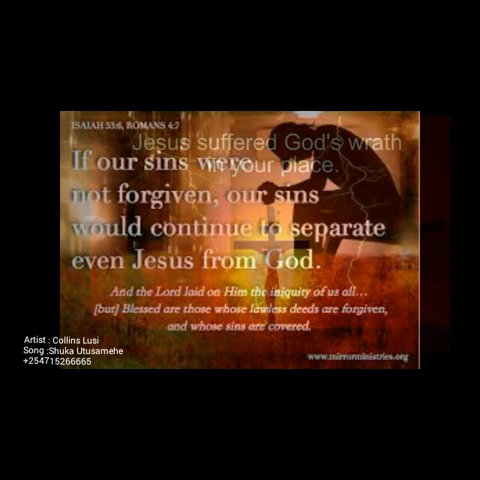 ISAIAH 53:6, ROMANS 4:7
Jesus suffered God's wrath
in your place.
If our sins were
not forgiven, our sins
would continue to separate
even Jesus from God.
And the Lord laid on Him the iniquity of us all...
[but] Blessed are those whose lawless deeds are forgiven,
and whose sins are covered.
www.mirrorministries.org
Artist : Collins Lusi
Song :Shuka Utusamehe
+254715266665